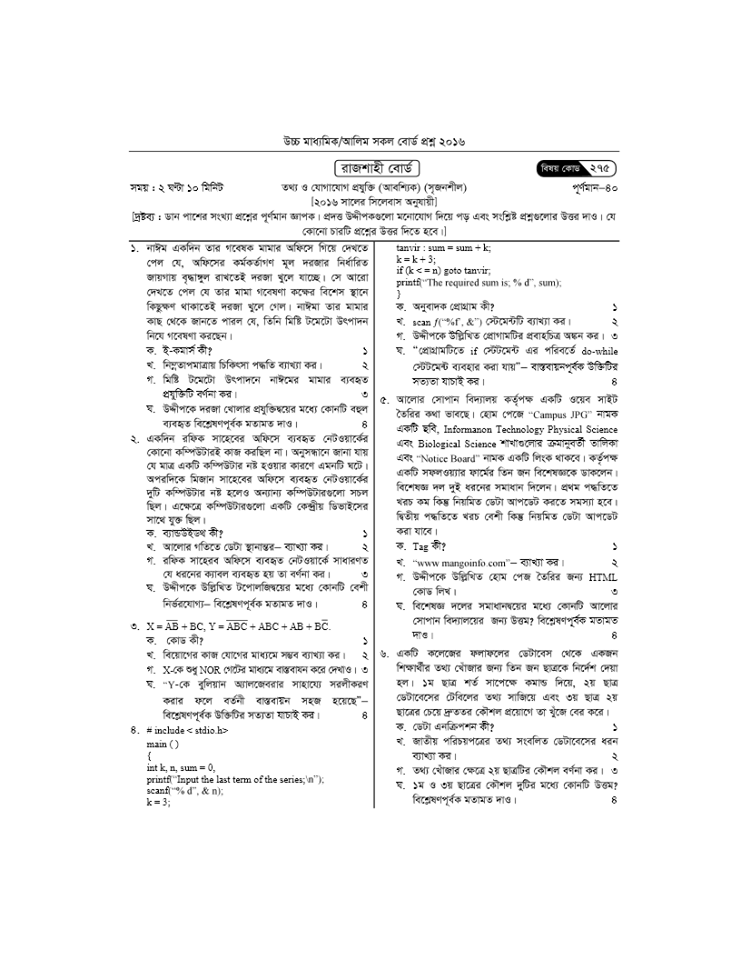 উচ্চ মাধ্যমিক/আলিম সকল বোর্ড প্রশ্ন ২০১৬
রাজশাহী বোর্ড
বিষয় কোড ২৭৫
সময় : ২ ঘণ্টা ১০ মিনিট
তথ্য ও যোগাযোগ প্রযুক্তি (আবশ্যিক) (সৃজনশীল)
পূর্ণমান–৪০
[২০১৬ সালের সিলেবাস অনুযায়ী]
[দ্রষ্টব্য : ডান পাশের সংখ্যা প্রশ্নের পূর্ণমান জ্ঞাপক। প্রদত্ত উদ্দীপকগুলো মনোযোগ দিয়ে পড় এবং সংশ্লিষ্ট প্রশ্নগুলোর উত্তর দাও। যে
কোনো চারটি প্রশ্নের উত্তর দিতে হবে।]
১. নাঈম একদিন তার গবেষক মামার অফিসে গিয়ে দেখতে
পেল যে, অফিসের কর্মকর্তাগণ মূল দরজার নির্ধারিত
জায়গায় বৃদ্ধাঙ্গুল রাখতেই দরজা খুলে যাচ্ছে। সে আরো
দেখতে পেল যে তার মামা গবেষণা কক্ষের বিশেষ স্থানে
কিছুক্ষণ থাকাতেই দরজা খুলে গেল। নাঈমা তার মামার
কাছ থেকে জানতে পারল যে, তিনি মিষ্টি টমেটো উৎপাদন
নিয়ে গবেষণা করছেন।
ক. ই-কমার্স কী? ১
খ. নিম্নতাপমাত্রায় চিকিৎসা পদ্ধতি ব্যাখ্যা কর। ২
গ. মিষ্টি টমেটো উৎপাদনে নাঈমের মামার ব্যবহৃত
প্রযুক্তিটি বর্ণনা কর। ৩
ঘ. উদ্দীপকে দরজা খোলার প্রযুক্তিদ্বয়ের মধ্যে কোনটি বহুল
ব্যবহৃত বিশ্লেষণপূর্বক মতামত দাও। ৪
২. একদিন রফিক সাহেবের অফিসে ব্যবহৃত নেটওয়ার্কের
কোনো কম্পিউটারই কাজ করছিল না। অনুসন্ধানে জানা যায়
যে মাত্র একটি কম্পিউটার নষ্ট হওয়ার কারণে এমনটি ঘটে।
অপরদিকে মিজান সাহেবের অফিসে ব্যবহৃত নেটওয়ার্কের
দুটি কম্পিউটার নষ্ট হলেও অন্যান্য কম্পিউটারগুলো সচল
ছিল। এক্ষেত্রে কম্পিউটারগুলো একটি কেন্দ্রীয় ডিভাইসের
সাথে যুক্ত ছিল।
ক. ব্যান্ডউইডথ কী? ১
খ. আলোর গতিতে ডেটা স্থানান্তর– ব্যাখ্যা কর। ২
গ. রফিক সাহেবর অফিসে ব্যবহৃত নেটওয়ার্কে সাধারণত
যে ধরনের ক্যাবল ব্যবহৃত হয় তা বর্ণনা কর। ৩
ঘ. উদ্দীপকে উল্লিখিত টপোলজিদ্বয়ের মধ্যে কোনটি বেশী
নির্ভরযোগ্য– বিশ্লেষণপূর্বক মতামত দাও। ৪
৩. X = A̅B̅ + BC, Y = A̅B̅C̅ + ABC + AB + BC̅.
ক. কোড কী? ১
খ. বিয়োগের কাজ যোগের মাধ্যমে সম্ভব ব্যাখ্যা কর। ২
গ. X-কে শুধু NOR গেটের মাধ্যমে বাস্তবাযন করে দেখাও। ৩
ঘ. “Y-কে বুলিয়ান অ্যালজেবরার সাহায্যে সরলীকরণ
করার ফলে বর্তনী বাস্তবায়ন সহজ হয়েছে”–
বিশ্লেষণপূর্বক উক্তিটির সত্যতা যাচাই কর। ৪
৪. # include < stdio.h>
main ( )
{
int k, n, sum = 0,
printf(“Input the last term of the series;\n”);
scanf(“% d”, & n);
k = 3;
tanvir : sum = sum + k;
k = k + 3;
if (k < = n) goto tanvir;
printf(“The required sum is; % d”, sum);
}
ক. অনুবাদক প্রোগ্রাম কী? ১
খ. scan f(“%f', &”) স্টেমেন্টটি ব্যাখ্যা কর। ২
গ. উদ্দীপকে উল্লিখিত প্রোগামটির প্রবাহচিত্র অঙ্কন কর। ৩
ঘ. “প্রোগ্রামটিতে if স্টেটমেন্ট এর পরিবর্তে do-while
স্টেটমেন্ট ব্যবহার করা যায়”– বাস্তবায়নপূর্বক উক্তিটির
সত্যতা যাচাই কর। ৪
৫. আলোর সোপান বিদ্যালয় কর্তৃপক্ষ একটি ওয়েব সাইট
তৈরির কথা ভাবছে। হোম পেজে “Campus JPG” নামক
একটি ছবি, Informanon Technology Physical Science
এবং Biological Science শাখাগুলোর ক্রমানুবর্তী তালিকা
এবং “Notice Board” নামক একটি লিংক থাকবে। কর্তৃপক্ষ
একটি সফলওয়্যার ফার্মের তিন জন বিশেষজ্ঞকে ডাকলেন।
বিশেষজ্ঞ দল দুই ধরনের সমাধান দিলেন। প্রথম পদ্ধতিতে
খরচ কম কিন্তু নিয়মিত ডেটা আপডেট করতে সমস্যা হবে।
দ্বিতীয় পদ্ধতিতে খরচ বেশী কিন্তু নিয়মিত ডেটা আপডেট
করা যাবে।
ক. Tag কী? ১
খ. “www mangoinfo.com”– ব্যাখ্যা কর। ২
গ. উদ্দীপকে উল্লিখিত হোম পেজ তৈরির জন্য HTML
কোড লিখ। ৩
ঘ. বিশেষজ্ঞ দলের সমাধানদ্বয়ের মধ্যে কোনটি আলোর
সোপান বিদ্যালয়ের জন্য উত্তম? বিশ্লেষণপূর্বক মতামত
দাও। ৪
৬. একটি কলেজের ফলাফলের ডেটাবেস থেকে একজন
শিক্ষার্থীর তথ্য খোঁজার জন্য তিন জন ছাত্রকে নির্দেশ দেয়া
হল। ১ম ছাত্র শর্ত সাপেক্ষে কমান্ড দিয়ে, ২য় ছাত্র
ডেটাবেসের টেবিলের তথ্য সাজিয়ে এবং ৩য় ছাত্র ২য়
ছাত্রের চেয়ে দ্রুততর কৌশল প্রয়োগে তা খুঁজে বের করে।
ক. ডেটা এনক্রিপশন কী? ১
খ. জাতীয় পরিচয়পত্রের তথ্য সংবলিত ডেটাবেসের ধরন
ব্যাখ্যা কর। ২
গ. তথ্য খোঁজার ক্ষেত্রে ২য় ছাত্রটির কৌশল বর্ণনা কর। ৩
ঘ. ১ম ও ৩য় ছাত্রের কৌশল দুটির মধ্যে কোনটি উত্তম?
বিশ্লেষণপূর্বক মতামত দাও। ৪